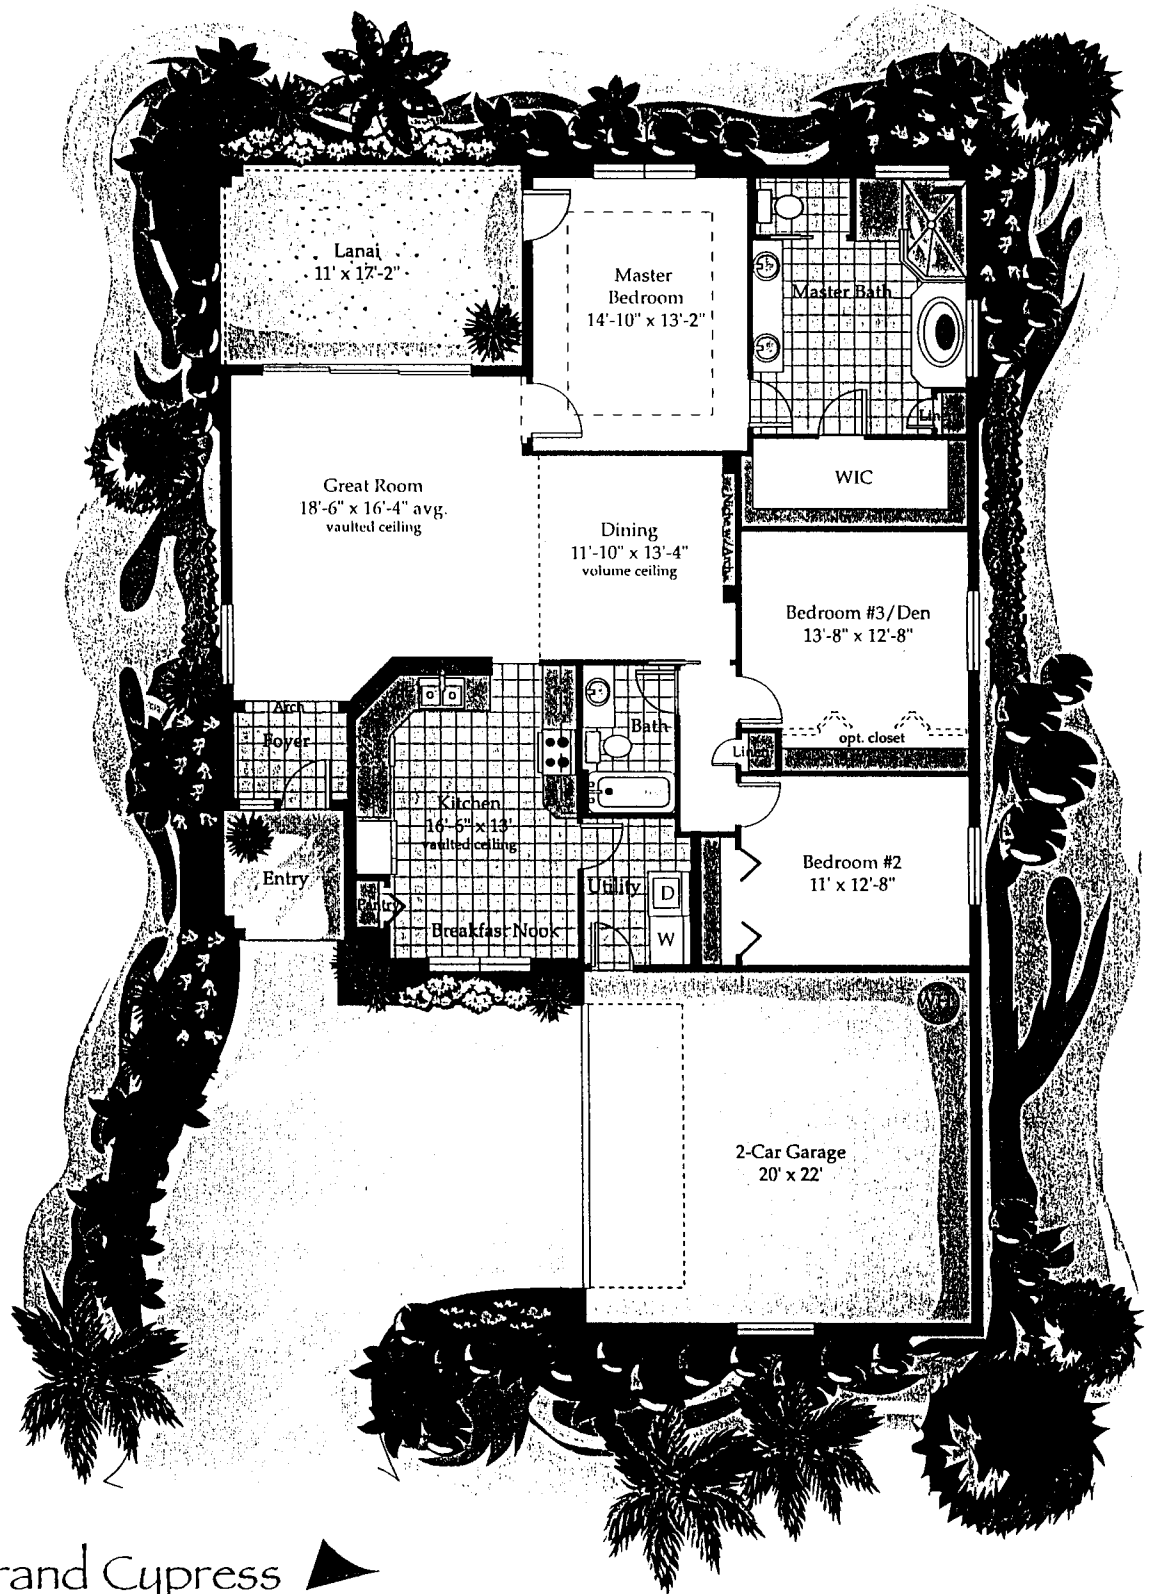 Lanai
11' x 17'-2"
Master
Bedroom
14'-10" x 13'-2"
Master Bath
Lin
WIC
Great Room
18'-6" x 16'-4" avg.
vaulted ceiling
Dining
11'-10" x 13'-4"
volume ceiling
Niche w/Arch
Bedroom #3/Den
13'-8" x 12'-8"
opt. closet
Linen
Arch
Foyer
Bath
Kitchen
16'-6" x 13'
vaulted ceiling
Entry
Pantry
Breakfast Nook
Utility
D
W
Bedroom #2
11' x 12'-8"
2-Car Garage
20' x 22'
rand Cypress